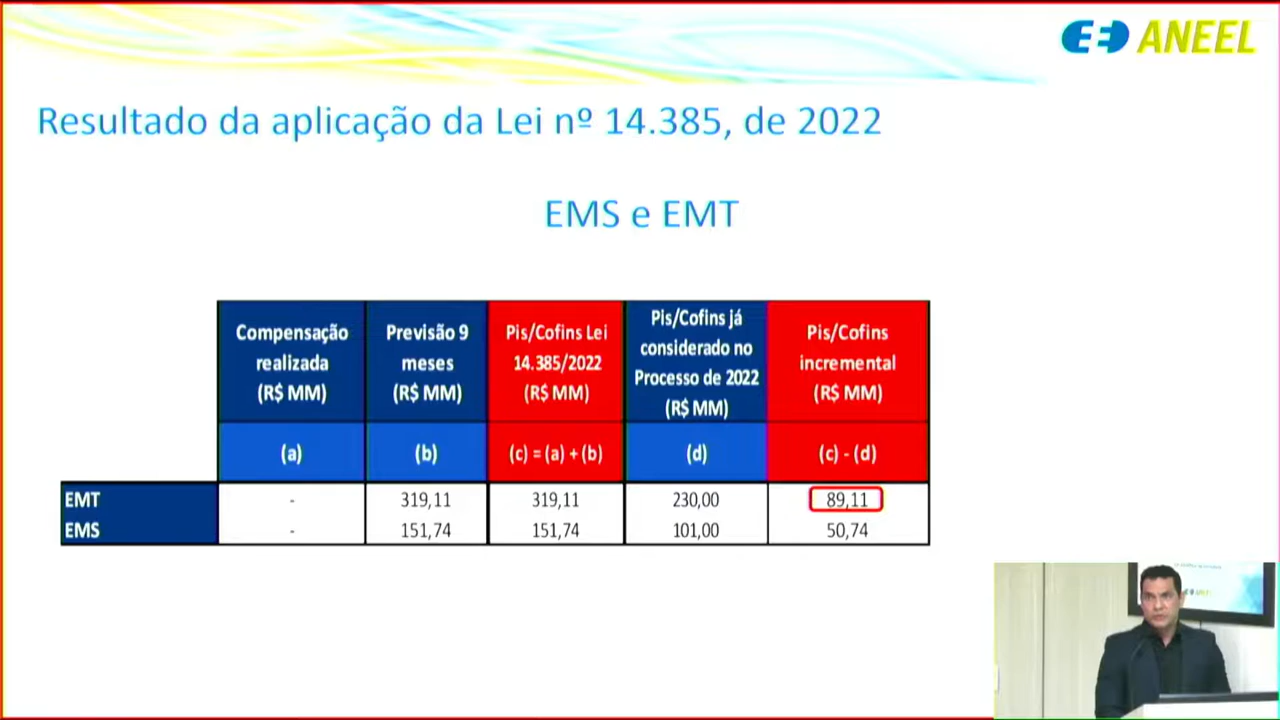 ANEEL
Resultado da aplicação da Lei nº 14.385, de 2022
EMS e EMT
Compensação realizada (R$ MM)
Previsão 9 meses (R$ MM)
Pis/Cofins Lei 14.385/2022 (R$ MM)
Pis/Cofins já considerado no Processo de 2022 (R$ MM)
Pis/Cofins incremental (R$ MM)
(a) (b) (c) = (a) + (b) (d) (c) - (d)
EMT - 319,11 319,11 230,00 89,11
EMS - 151,74 151,74 101,00 50,74
ANEEL